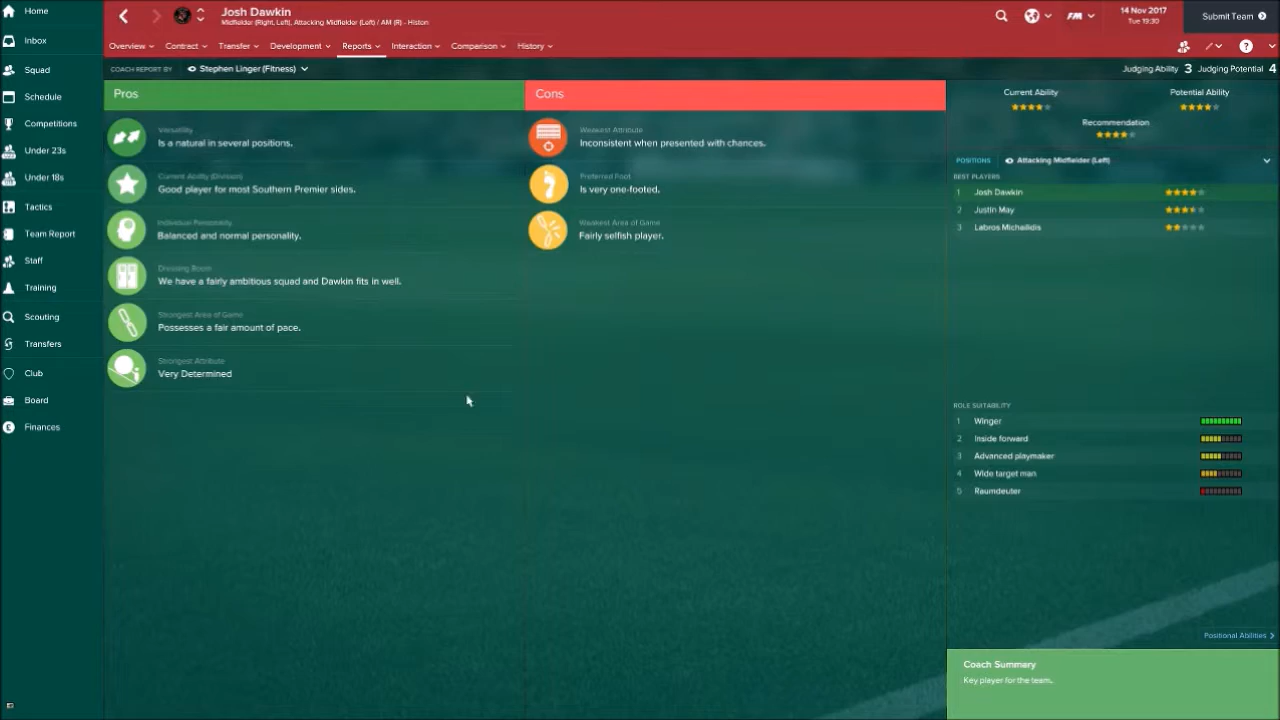 Home
Inbox
Squad
Schedule
Competitions
Under 23s
Under 18s
Tactics
Team Report
Staff
Training
Scouting
Transfers
Club
Board
Finances
Josh Dawkin
Midfielder (Right, Left), Attacking Midfielder (Left) / AM (R) - Histon
FM
14 Nov 2017
Tue 19:30
Submit Team
Overview
Contract
Transfer
Development
Reports
Interaction
Comparison
History
?
COACH REPORT BY Stephen Linger (Fitness)
Judging Ability 3 Judging Potential 4
Pros
Versatility
Is a natural in several positions.
Current Ability (Division)
Good player for most Southern Premier sides.
Individual Personality
Balanced and normal personality.
Dressing Room
We have a fairly ambitious squad and Dawkin fits in well.
Strongest Area of Game
Possesses a fair amount of pace.
Strongest Attribute
Very Determined
Cons
Weakest Attribute
Inconsistent when presented with chances.
Preferred Foot
Is very one-footed.
Weakest Area of Game
Fairly selfish player.
Current Ability
Potential Ability
Recommendation
POSITIONS Attacking Midfielder (Left)
BEST PLAYERS
1 Josh Dawkin
2 Justin May
3 Labros Michailidis
ROLE SUITABILITY
1 Winger
2 Inside forward
3 Advanced playmaker
4 Wide target man
5 Raumdeuter
Positional Abilities >
Coach Summary
Key player for the team.